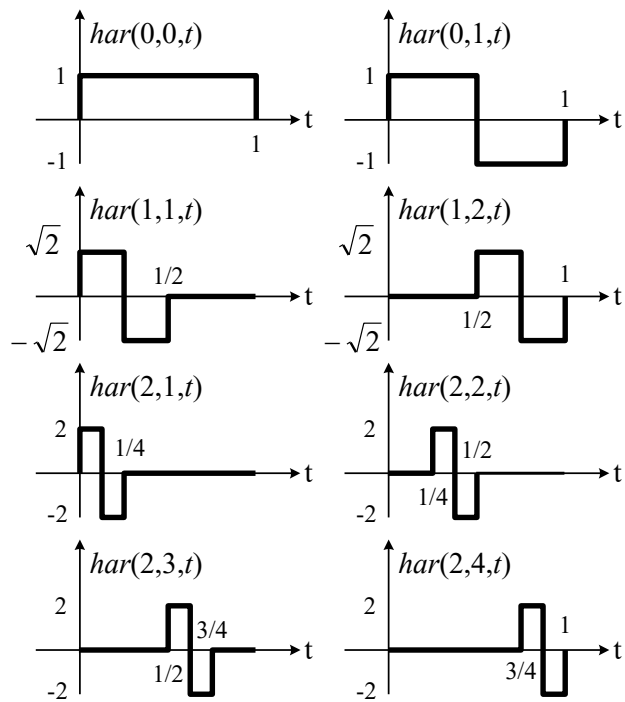 har(0,0,t)
1
-1
1
t
har(0,1,t)
1
-1
1
t
har(1,1,t)
√2
−√2
1/2
t
har(1,2,t)
√2
−√2
1/2
1
t
har(2,1,t)
2
-2
1/4
t
har(2,2,t)
2
-2
1/4
1/2
t
har(2,3,t)
2
-2
1/2
3/4
t
har(2,4,t)
2
-2
3/4
1
t